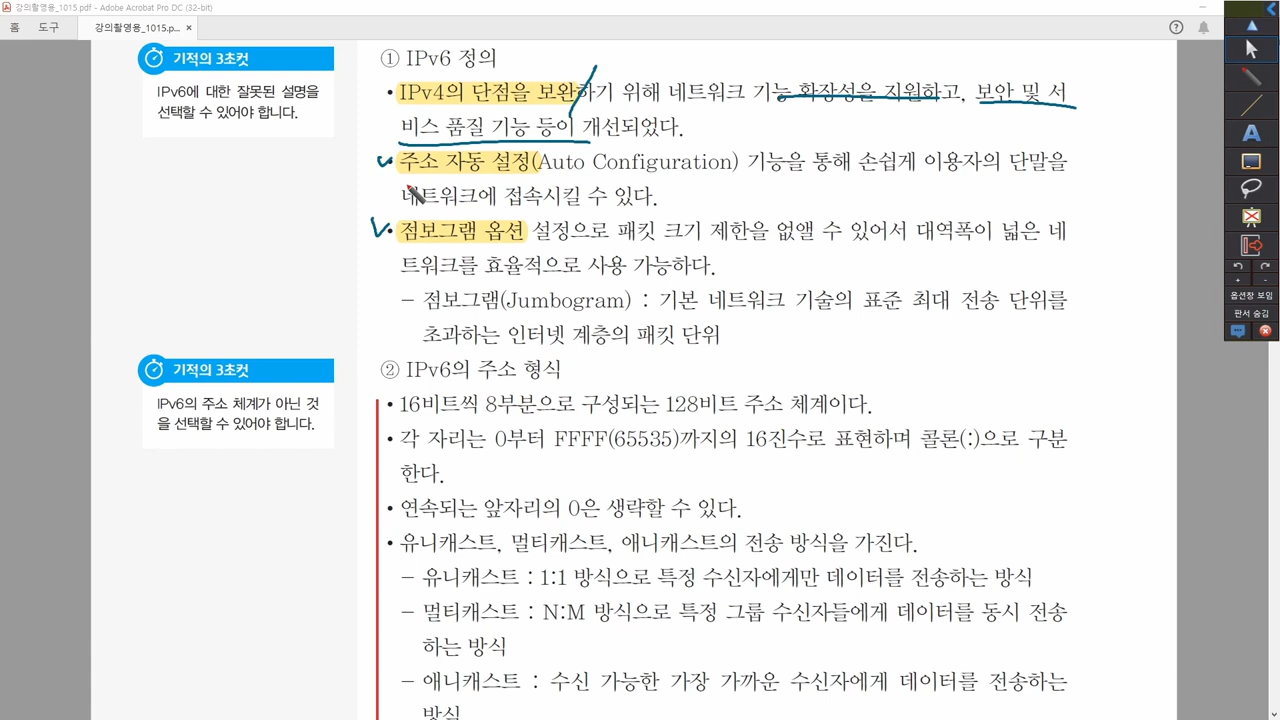 강의촬영용_1015.pdf - Adobe Acrobat Pro DC (32-bit)
홈 도구 강의촬영용_1015.p... ×
기적의 3초컷
IPv6에 대한 잘못된 설명을
선택할 수 있어야 합니다.
① IPv6 정의
• IPv4의 단점을 보완하기 위해 네트워크 기능 확장성을 지원하고, 보안 및 서
비스 품질 기능 등이 개선되었다.
• 주소 자동 설정(Auto Configuration) 기능을 통해 손쉽게 이용자의 단말을
네트워크에 접속시킬 수 있다.
• 점보그램 옵션 설정으로 패킷 크기 제한을 없앨 수 있어서 대역폭이 넓은 네
트워크를 효율적으로 사용 가능하다.
– 점보그램(Jumbogram) : 기본 네트워크 기술의 표준 최대 전송 단위를
초과하는 인터넷 계층의 패킷 단위
기적의 3초컷
IPv6의 주소 체계가 아닌 것
을 선택할 수 있어야 합니다.
② IPv6의 주소 형식
• 16비트씩 8부분으로 구성되는 128비트 주소 체계이다.
• 각 자리는 0부터 FFFF(65535)까지의 16진수로 표현하며 콜론(:)으로 구분
한다.
• 연속되는 앞자리의 0은 생략할 수 있다.
• 유니캐스트, 멀티캐스트, 애니캐스트의 전송 방식을 가진다.
– 유니캐스트 : 1:1 방식으로 특정 수신자에게만 데이터를 전송하는 방식
– 멀티캐스트 : N:M 방식으로 특정 그룹 수신자들에게 데이터를 동시 전송
하는 방식
– 애니캐스트 : 수신 가능한 가장 가까운 수신자에게 데이터를 전송하는
방식
옵션창 보임
판서 숨김